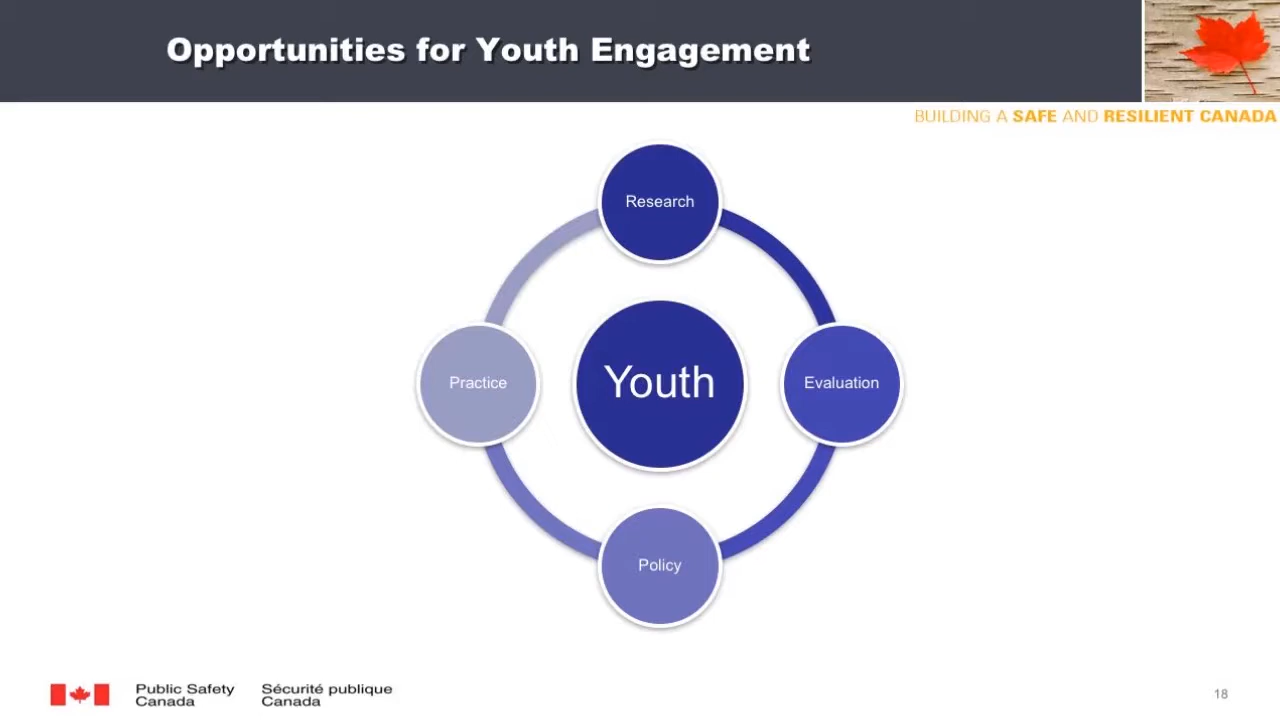 Opportunities for Youth Engagement
BUILDING A SAFE AND RESILIENT CANADA
Research
Practice
Youth
Evaluation
Policy
Public Safety Canada
Sécurité publique Canada
18